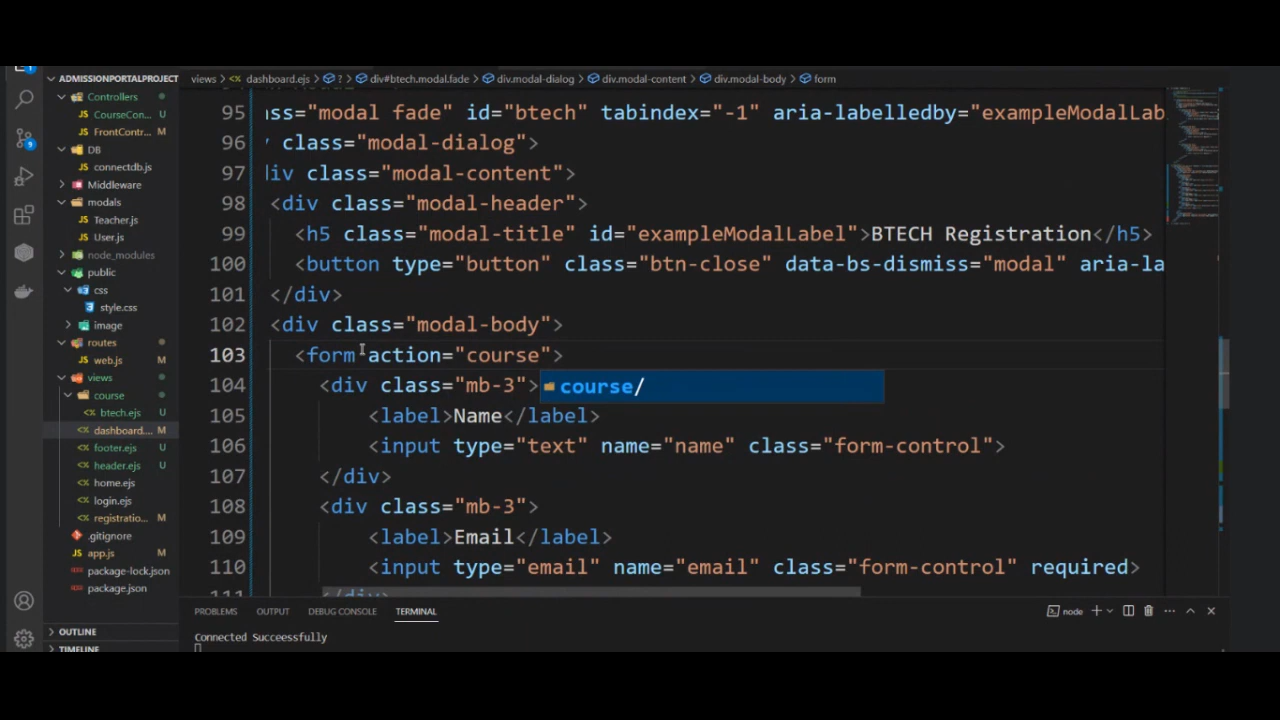 ADMISSIONPORTALPROJECT
Controllers
CourseCon...
U
FrontContr...
M
DB
connectdb.js
Middleware
modals
Teacher.js
User.js
node_modules
public
css
style.css
image
routes
web.js
M
views
course
btech.ejs
U
dashboard....
M
footer.ejs
U
header.ejs
U
home.ejs
login.ejs
registratio...
M
.gitignore
app.js
M
package-lock.json
package.json
OUTLINE
TIMELINE
1
9
views > dashboard.ejs > ? > div#btech.modal.fade > div.modal-dialog > div.modal-content > div.modal-body > form
95 ass="modal fade" id="btech" tabindex="-1" aria-labelledby="exampleModalLab
96 class="modal-dialog">
97 div class="modal-content">
98 <div class="modal-header">
99 <h5 class="modal-title" id="exampleModalLabel">BTECH Registration</h5>
100 <button type="button" class="btn-close" data-bs-dismiss="modal" aria-la
101 </div>
102 <div class="modal-body">
103 <form action="course">
104 <div class="mb-3">
course/
105 <label>Name</label>
106 <input type="text" name="name" class="form-control">
107 </div>
108 <div class="mb-3">
109 <label>Email</label>
110 <input type="email" name="email" class="form-control" required>
111 </div>
PROBLEMS OUTPUT DEBUG CONSOLE TERMINAL
node
Connected Succeessfully